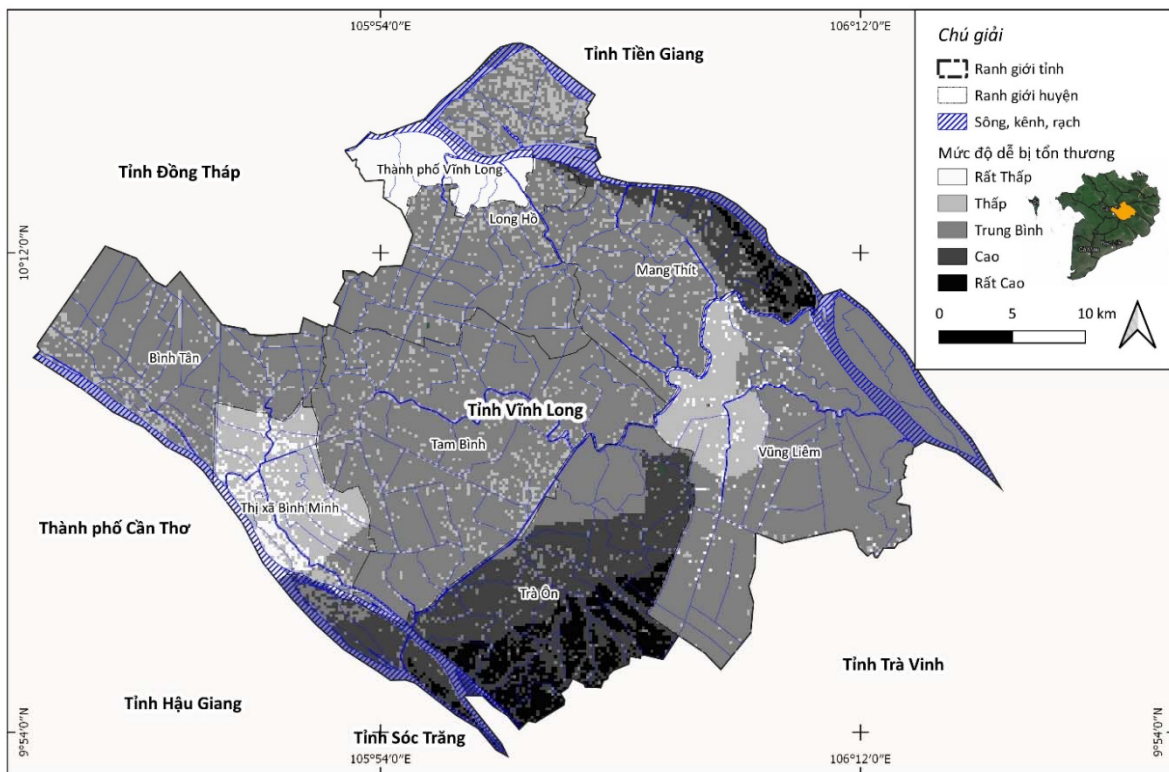 105°54'0"E
106°12'0"E
Tỉnh Tiền Giang
Tỉnh Đồng Tháp
Thành phố Vĩnh Long
Long Hồ
10°12'0"N
Mang Thít
Bình Tân
Tỉnh Vĩnh Long
Tam Bình
Vũng Liêm
Thành phố Cần Thơ
Thị xã Bình Minh
Trà Ôn
Tỉnh Trà Vinh
Tỉnh Hậu Giang
Tỉnh Sóc Trăng
9°54'0"N
9°54'0"N
105°54'0"E
106°12'0"E
Chú giải
Ranh giới tỉnh
Ranh giới huyện
Sông, kênh, rạch
Mức độ dễ bị tổn thương
Rất Thấp
Thấp
Trung Bình
Cao
Rất Cao
0 5 10 km